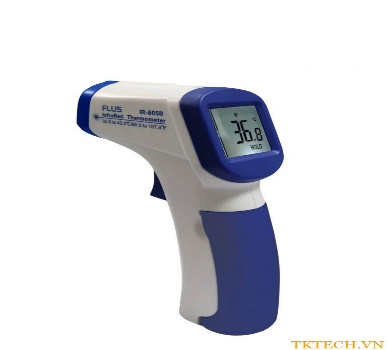 FLUS IR-805B
InfraRed Thermometer
36.8
HOLD
TKTECH.VN